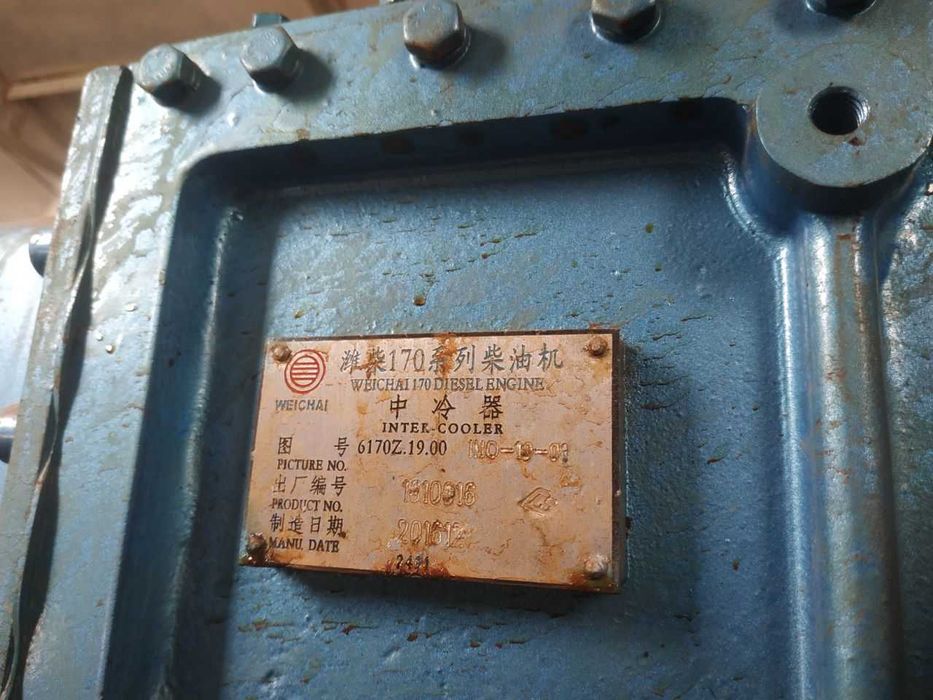 潍柴170系列柴油机
WEICHAI 170 DIESEL ENGINE
WEICHAI
中冷器
INTER-COOLER
图号 6170Z.19.00
PICTURE NO.
出厂编号 1610016
PRODUCT NO.
制造日期 201612
MANU. DATE